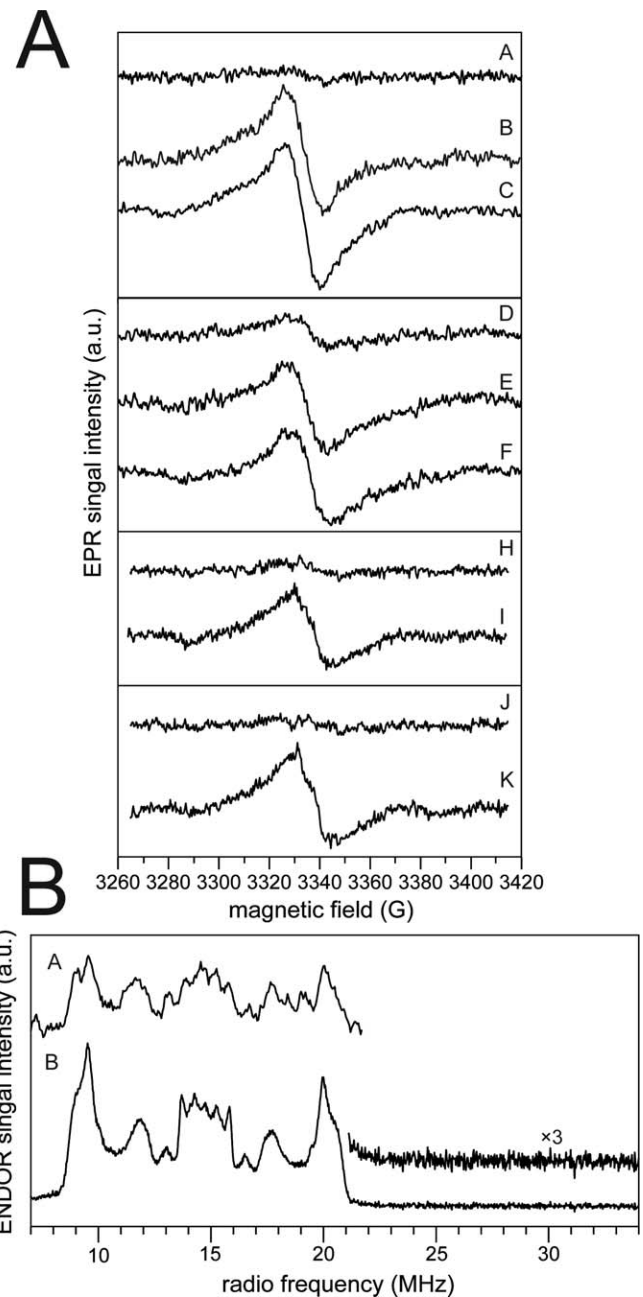 A
A
B
C
D
E
F
H
I
J
K
EPR singal intensity (a.u.)
3260 3280 3300 3320 3340 3360 3380 3400 3420
magnetic field (G)
B
A
B
×3
ENDOR singal intensity (a.u.)
10 15 20 25 30
radio frequency (MHz)